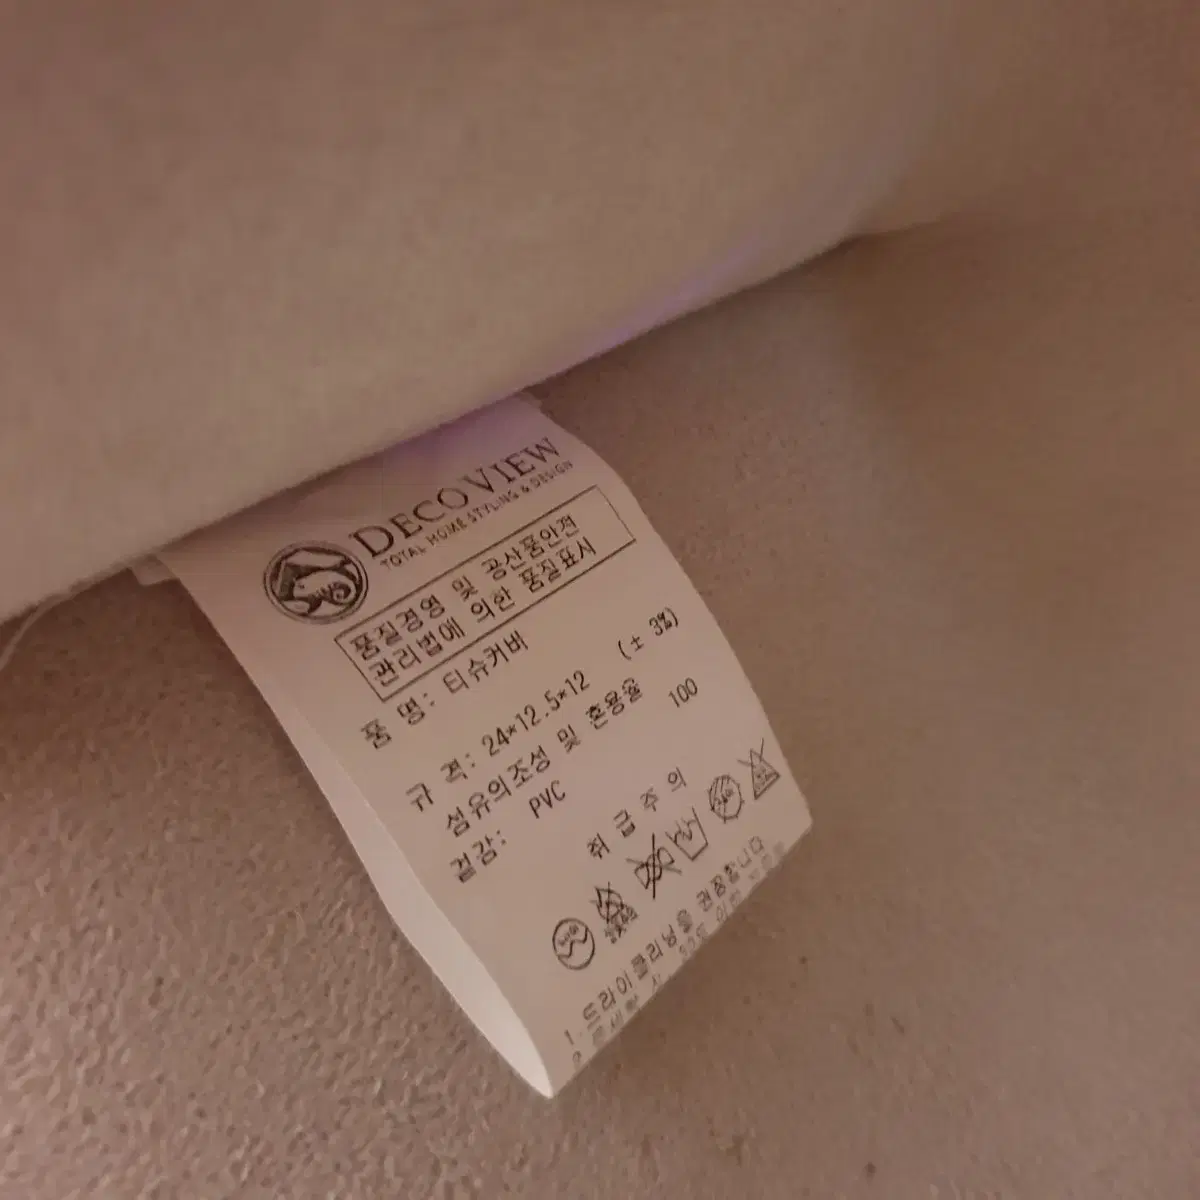 DECO VIEW
TOTAL HOME STYLING & DESIGN
품질경영 및 공산품안전
관리법에 의한 품질표시
품 명: 티슈커버
규 격: 24*12.5*12 (± 3%)
섬유의조성 및 혼용율
겉감: PVC 100
취 급 주 의
1.드라이클리닝을 권장합니다